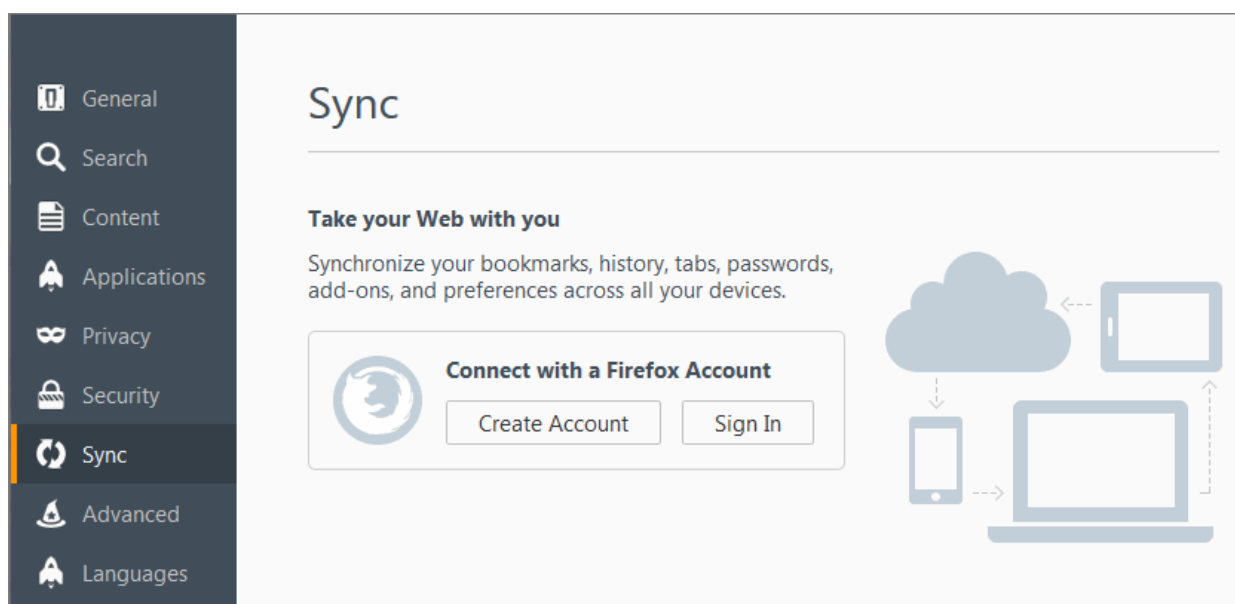 General
Search
Content
Applications
Privacy
Security
Sync
Advanced
Languages
Sync
Take your Web with you
Synchronize your bookmarks, history, tabs, passwords,
add-ons, and preferences across all your devices.
Connect with a Firefox Account
Create Account
Sign In